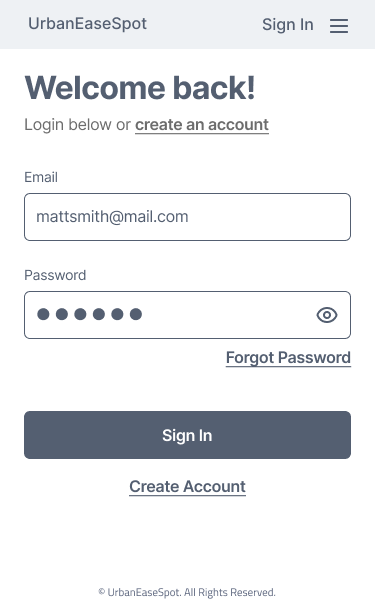 UrbanEaseSpot
Sign In
Welcome back!
Login below or create an account
Email
mattsmith@mail.com
Password
●●●●●●
Forgot Password
Sign In
Create Account
© UrbanEaseSpot. All Rights Reserved.